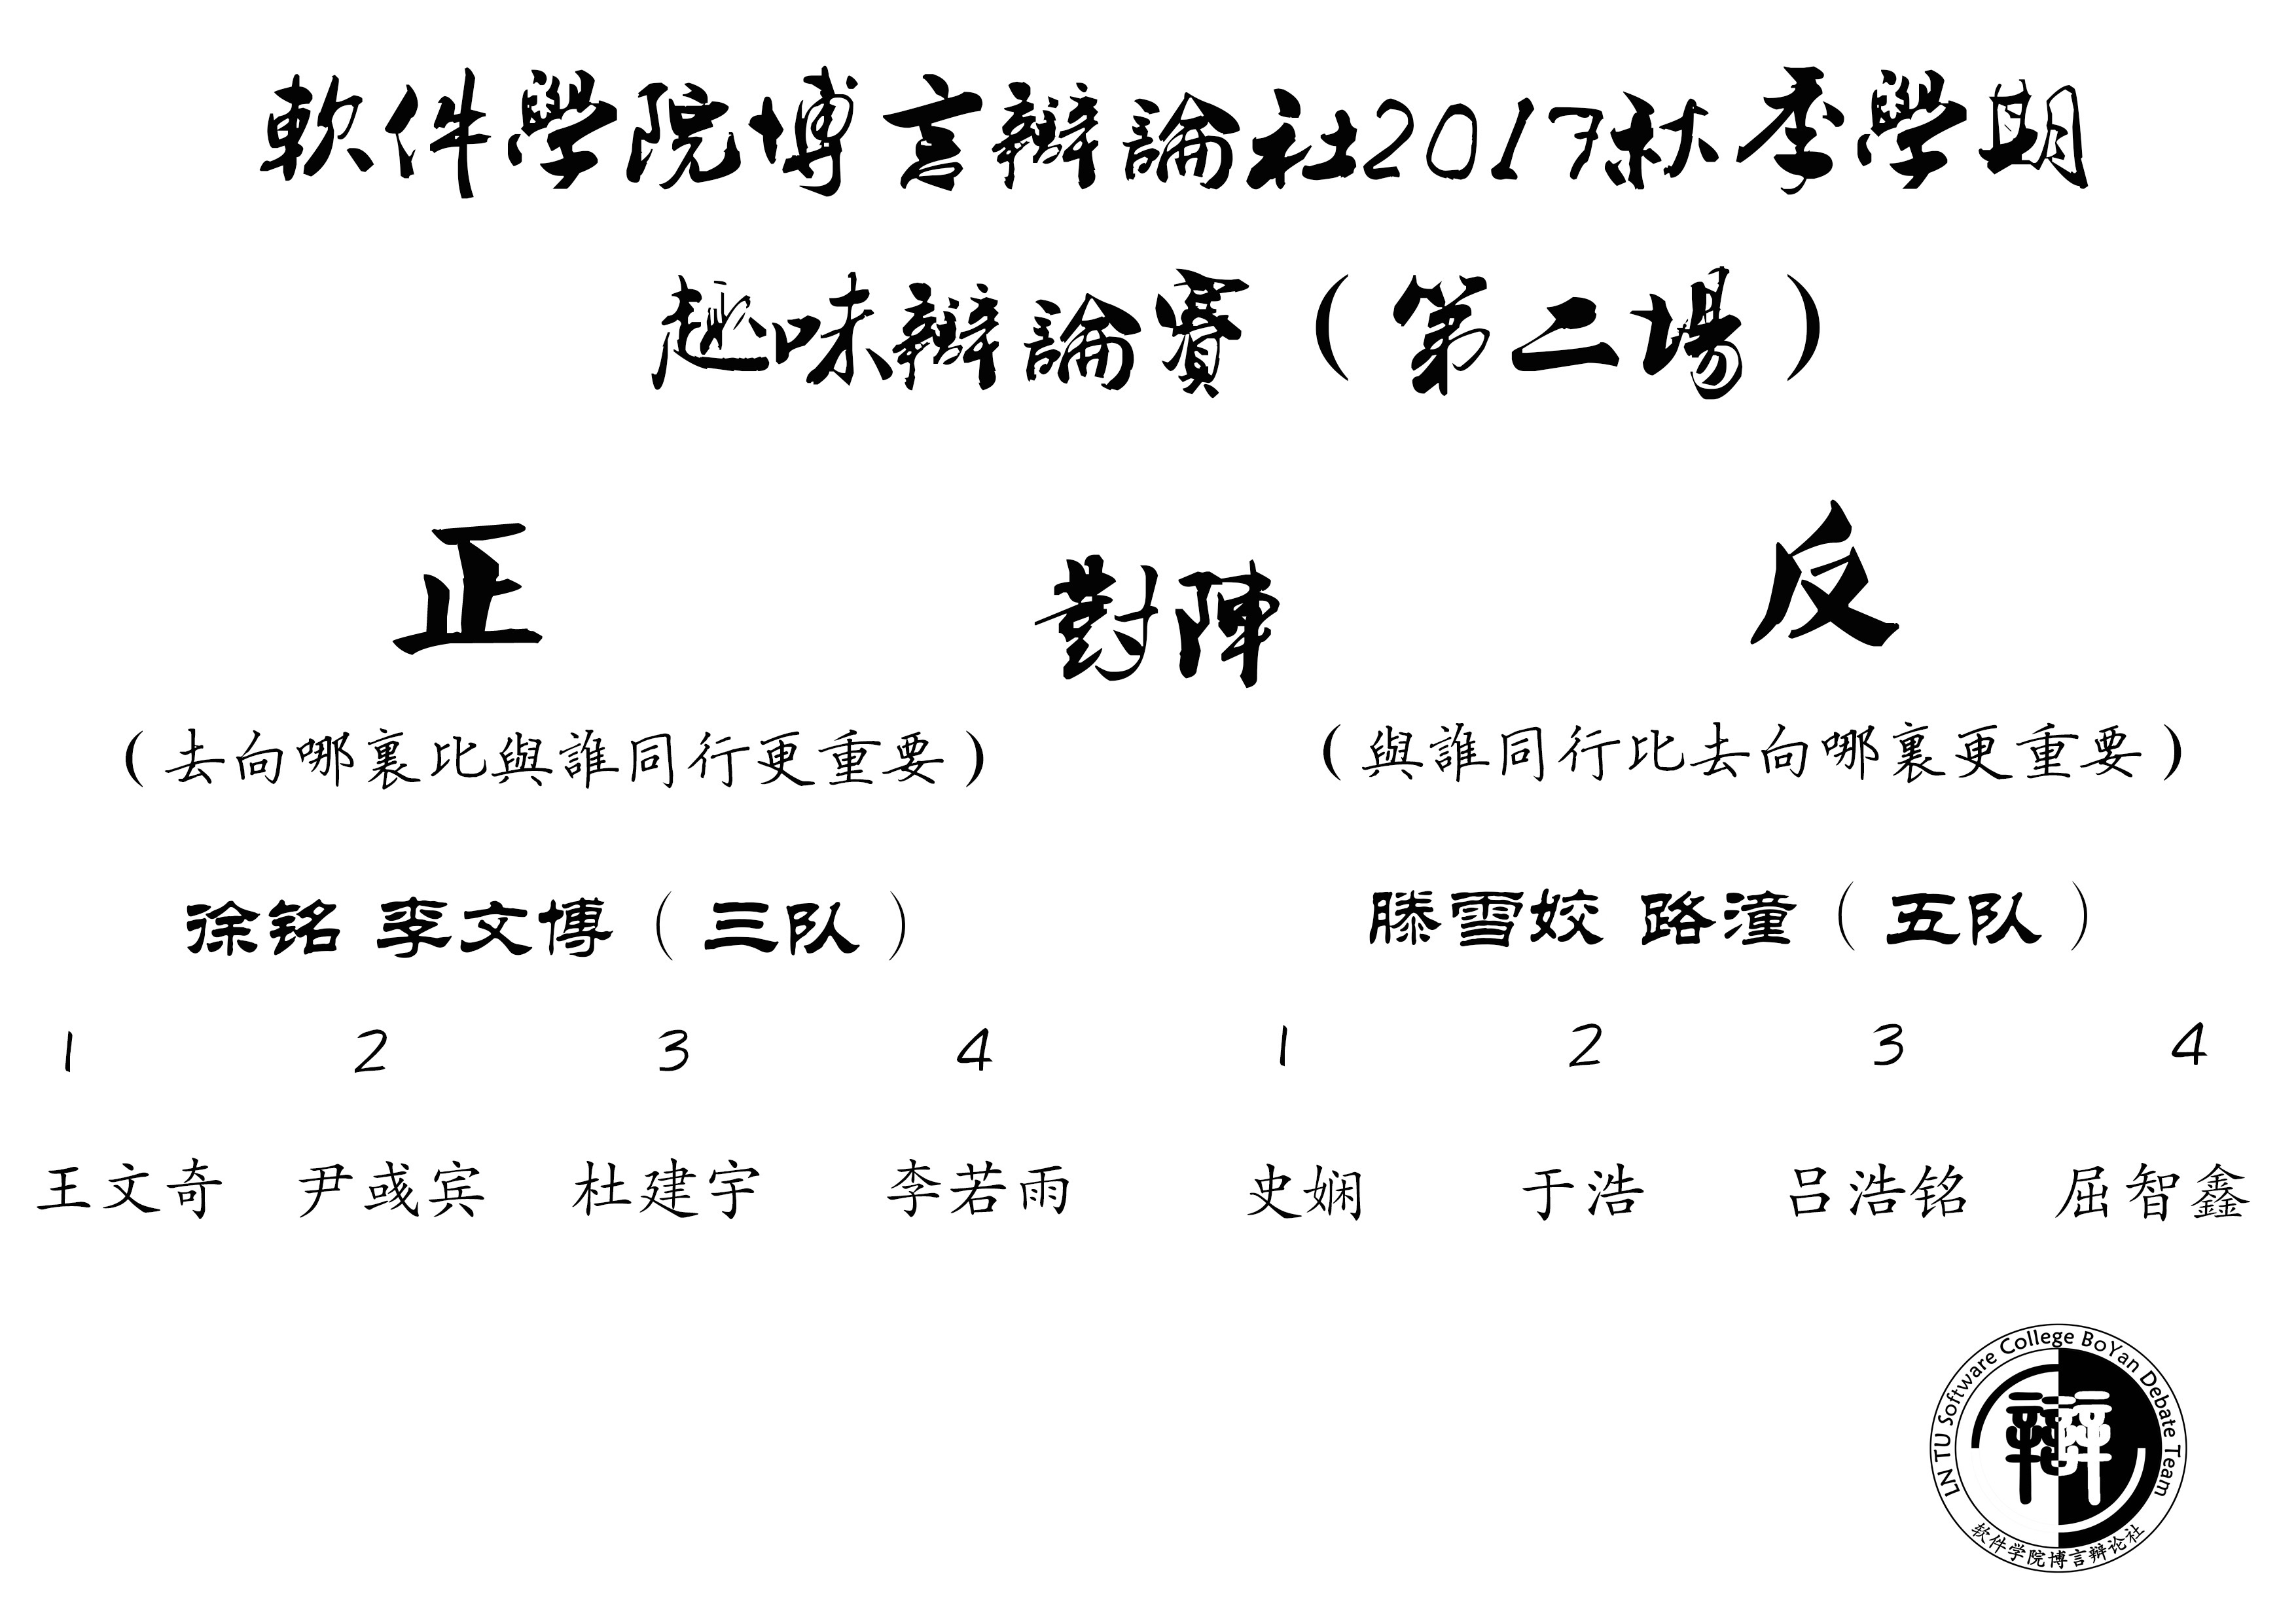 軟件學院博言辯論社2017秋季學期
趣味辯論賽（第二場）
正
對陣
反
（去向哪裏比與誰同行更重要）
（與誰同行比去向哪裏更重要）
徐铭 李文博（三队）
滕雪姣 路潼（五队）
1 2 3 4
1 2 3 4
王文奇 尹彧宾 杜建宇 李若雨
史娴 于浩 吕浩铭 屈智鑫
LN TU Software College BoYan Debate Team
辯
软件学院博言辩论社